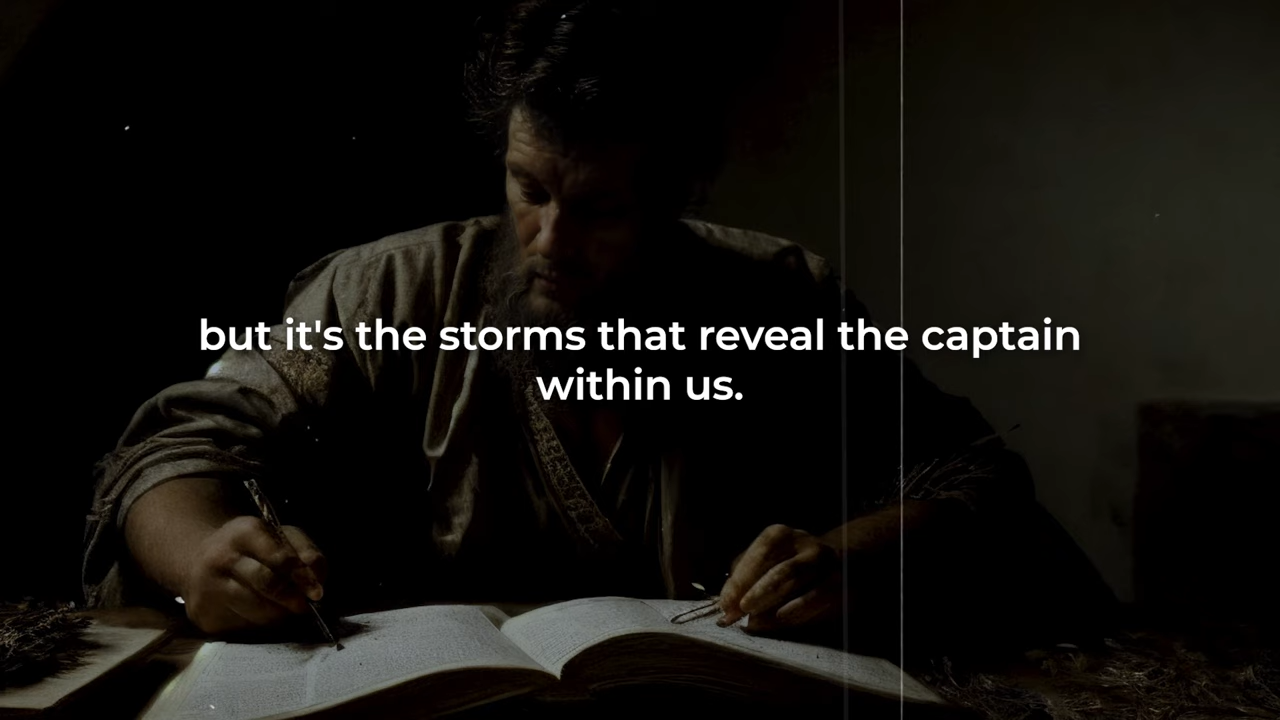 but it's the storms that reveal the captain
within us.